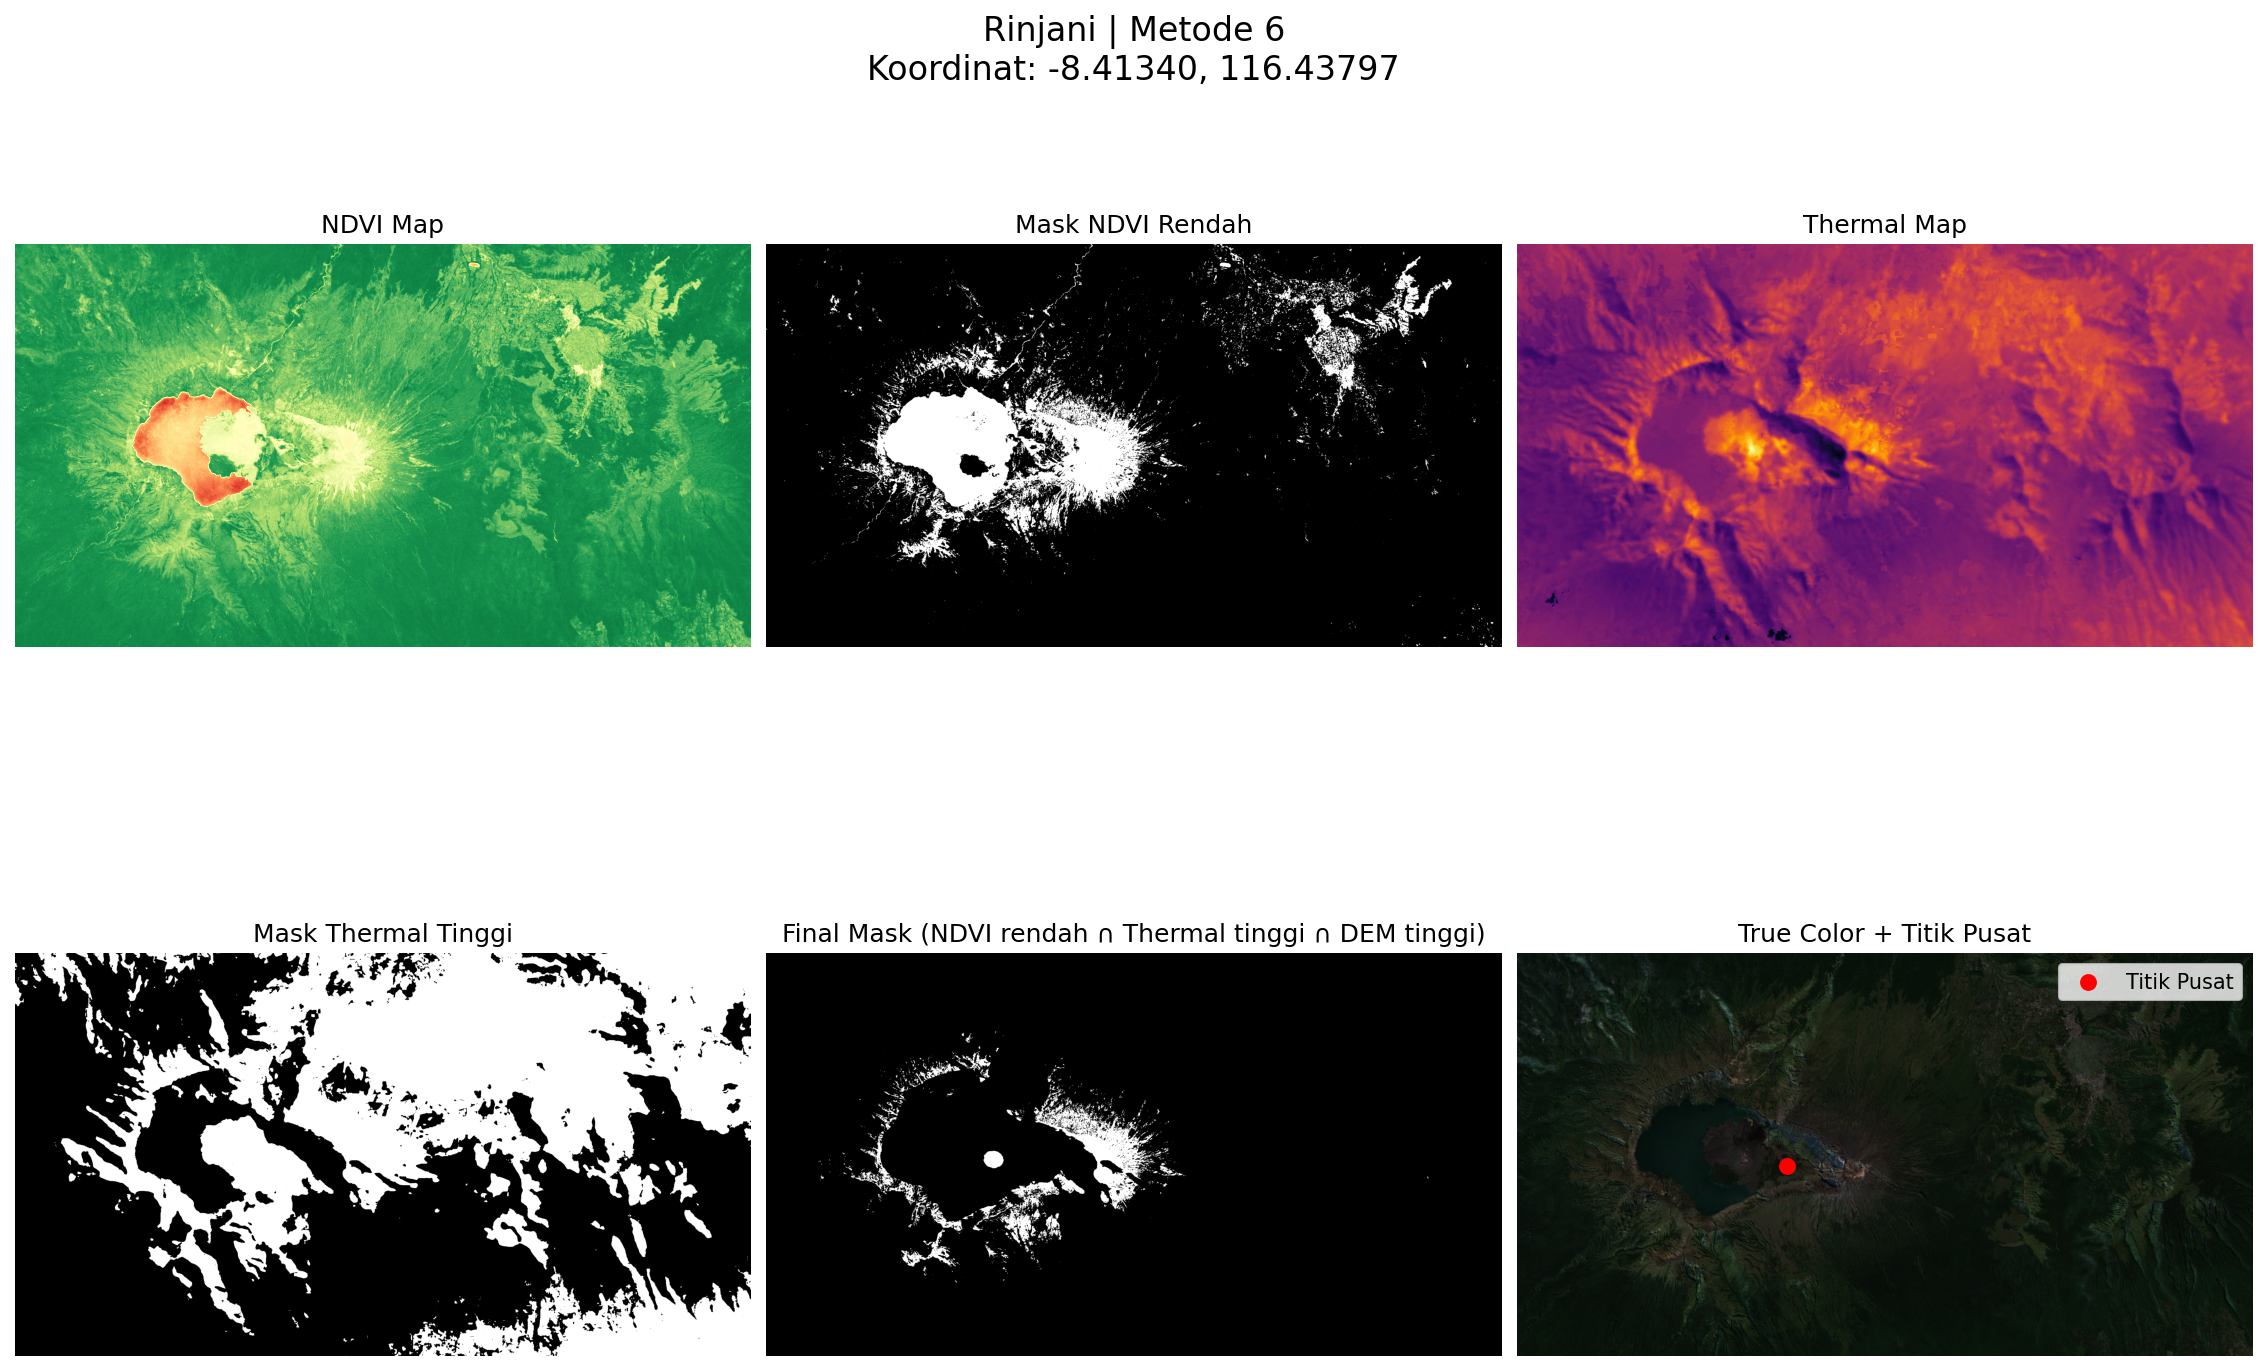 Rinjani | Metode 6
Koordinat: -8.41340, 116.43797
NDVI Map
Mask NDVI Rendah
Thermal Map
Mask Thermal Tinggi
Final Mask (NDVI rendah ∩ Thermal tinggi ∩ DEM tinggi)
True Color + Titik Pusat
Titik Pusat